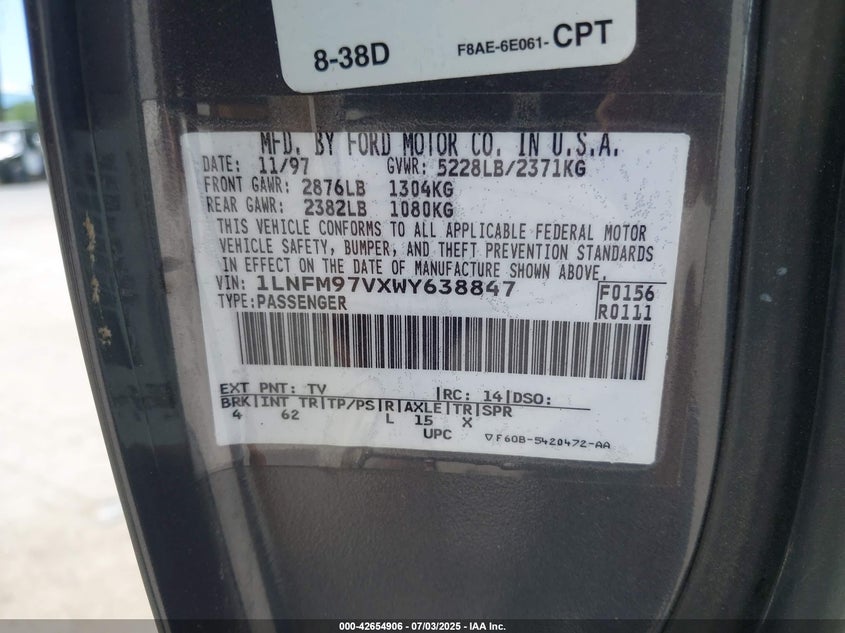 8-38D F8AE-6E061- CPT
MFD. BY FORD MOTOR CO. IN U.S.A.
DATE: 11/97 GVWR: 5228LB/2371KG
FRONT GAWR: 2876LB 1304KG
REAR GAWR: 2382LB 1080KG
THIS VEHICLE CONFORMS TO ALL APPLICABLE FEDERAL MOTOR
VEHICLE SAFETY, BUMPER, AND THEFT PREVENTION STANDARDS
IN EFFECT ON THE DATE OF MANUFACTURE SHOWN ABOVE.
VIN: 1LNFM97VXWY638847 F0156
TYPE: PASSENGER R0111
EXT PNT: TV |RC: 14|DSO:
BRK|INT TR|TP/PS|R|AXLE|TR|SPR
4 62 L 15 X
UPC ▽F60B-5420472-AA
000-42654906 - 07/03/2025 - IAA Inc.